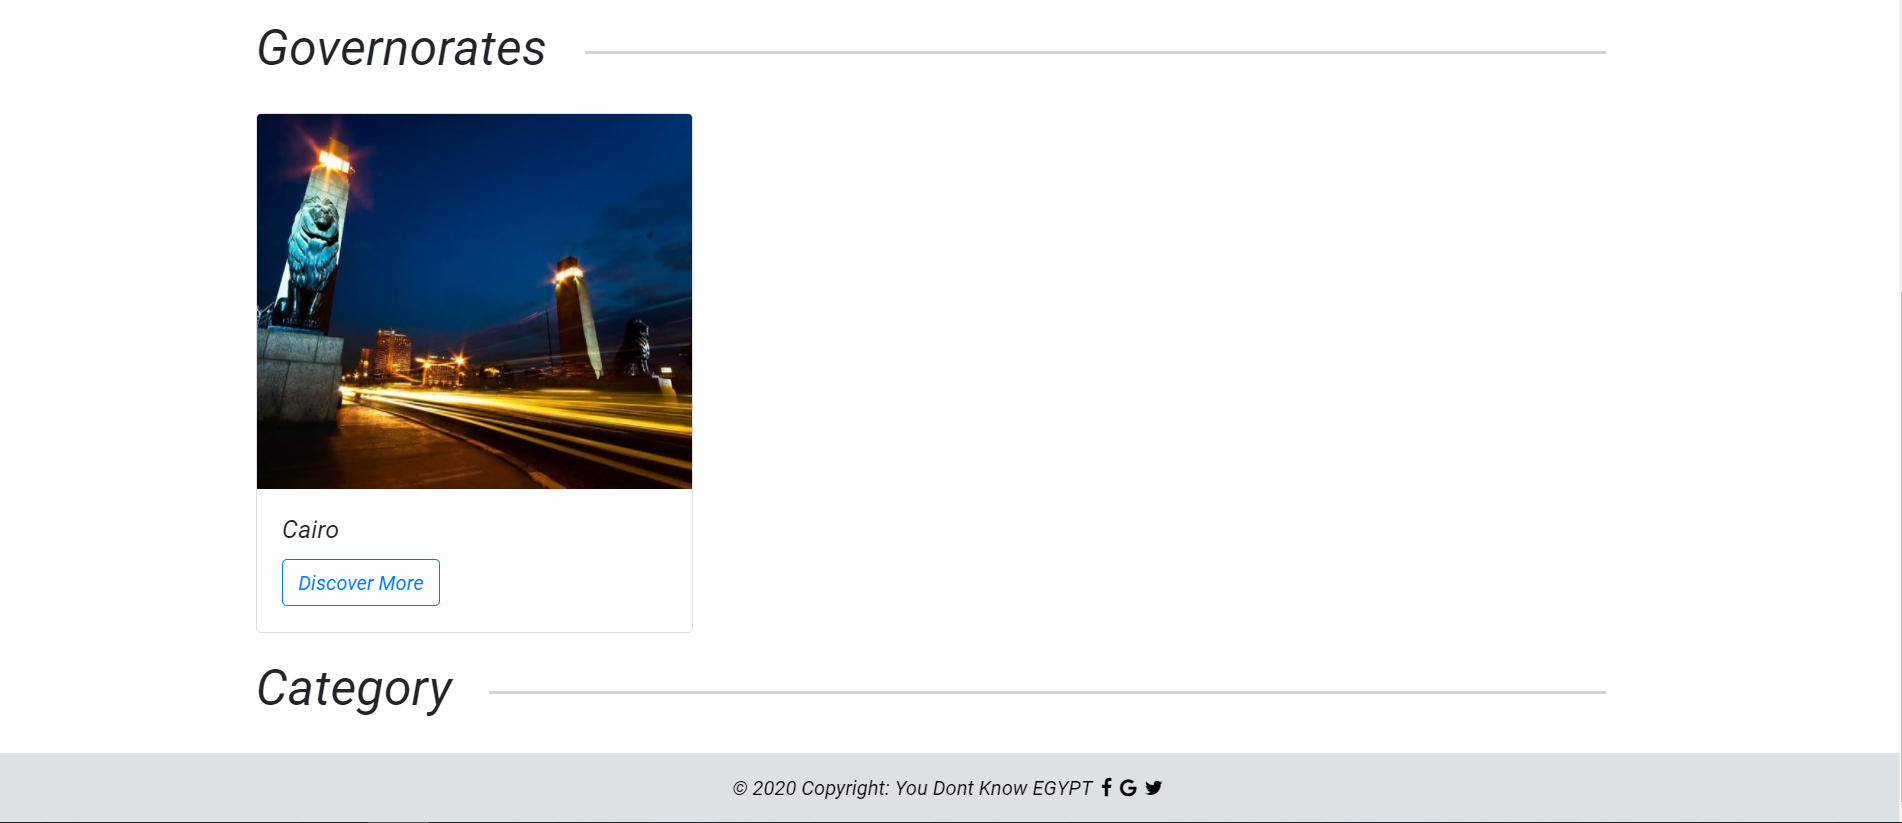 Governorates
Cairo
Discover More
Category
© 2020 Copyright: You Dont Know EGYPT